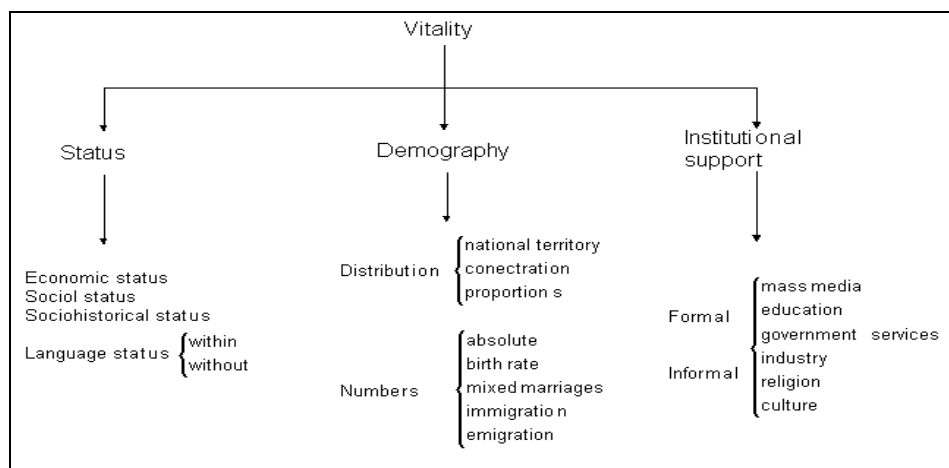 Vitality
Status
Demography
Institutional
support
Economic status
Sociol status
Sociohistorical status
Language status
within
without
Distribution
national territory
conectration
proportion s
Numbers
absolute
birth rate
mixed marriages
immigration
emigration
Formal
Informal
mass media
education
government services
industry
religion
culture